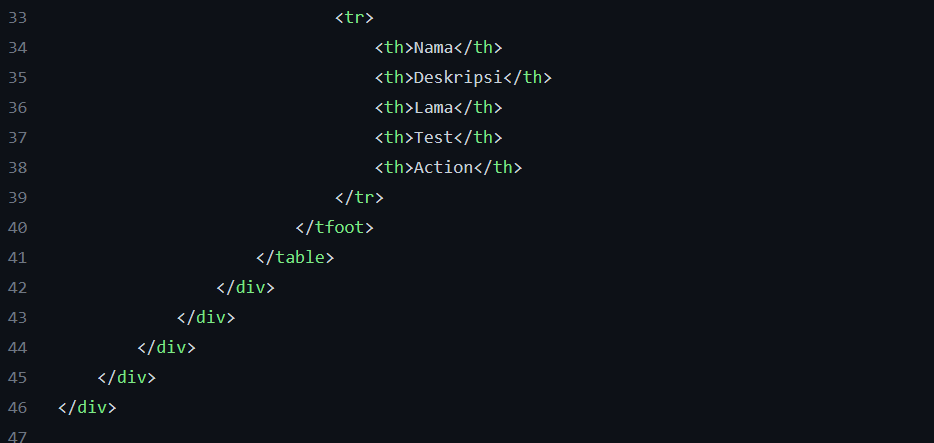 33 <tr>
34 <th>Nama</th>
35 <th>Deskripsi</th>
36 <th>Lama</th>
37 <th>Test</th>
38 <th>Action</th>
39 </tr>
40 </tfoot>
41 </table>
42 </div>
43 </div>
44 </div>
45 </div>
46 </div>
47